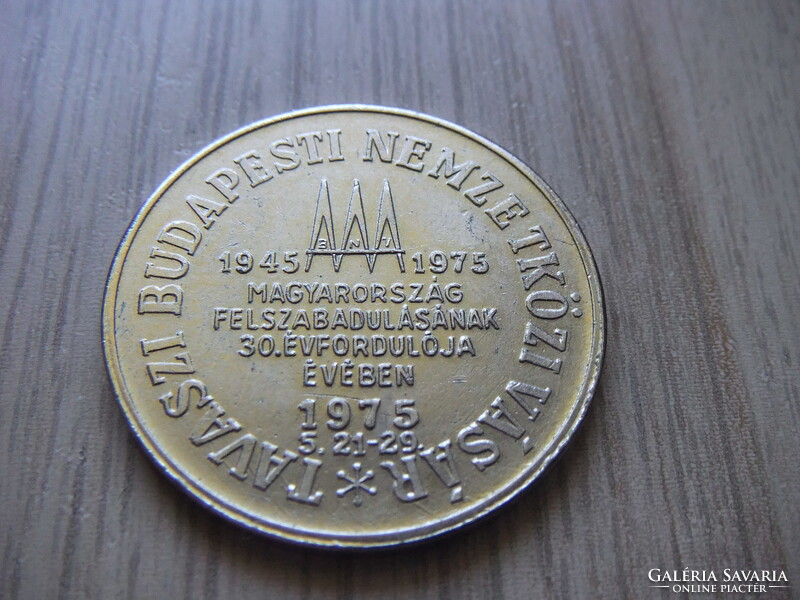 TAVASZI BUDAPESTI NEMZETKÖZI VÁSÁR
BNV
1945 1975
MAGYARORSZÁG
FELSZABADULÁSÁNAK
30.ÉVFORDULÓJA
ÉVÉBEN
1975
5. 21-29.
GALÉRIA SAVARIA
ONLINE PIACTÉR